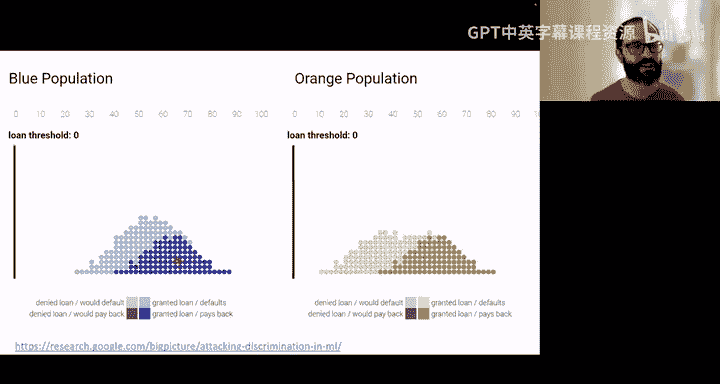 GPT中英字幕课程资源
Blue Population
Orange Population
0 10 20 30 40 50 60 70 80 90 100
0 10 20 30 40 50 60 70 80 90
loan threshold: 0
loan threshold: 0
denied loan / would default
granted loan / defaults
denied loan / would pay back
granted loan / pays back
denied loan / would default
granted loan / defaults
denied loan / would pay back
granted loan / pays back
https://research.google.com/bigpicture/attacking-discrimination-in-ml/